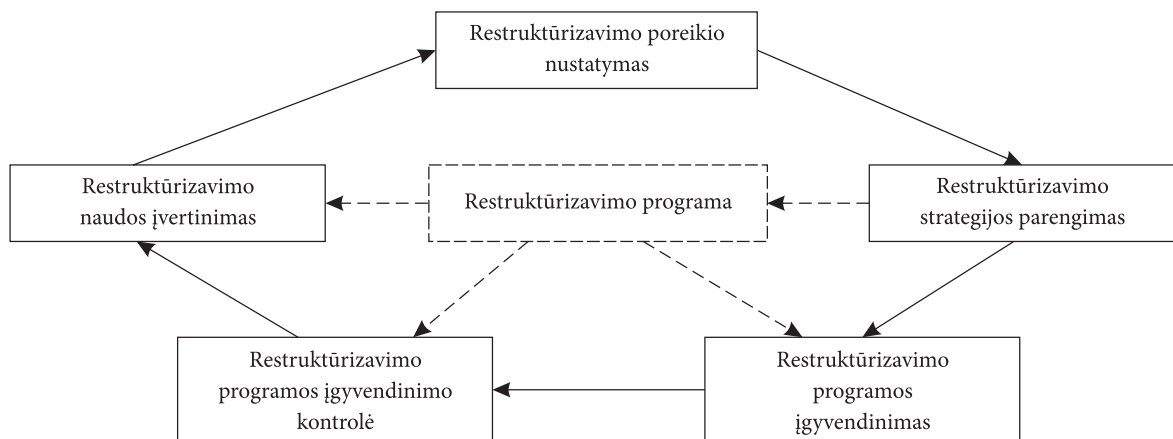 Restruktūrizavimo poreikio
nustatymas
Restruktūrizavimo
naudos įvertinimas
Restruktūrizavimo programa
Restruktūrizavimo
strategijos parengimas
Restruktūrizavimo
programos įgyvendinimo
kontrolė
Restruktūrizavimo
programos
įgyvendinimas